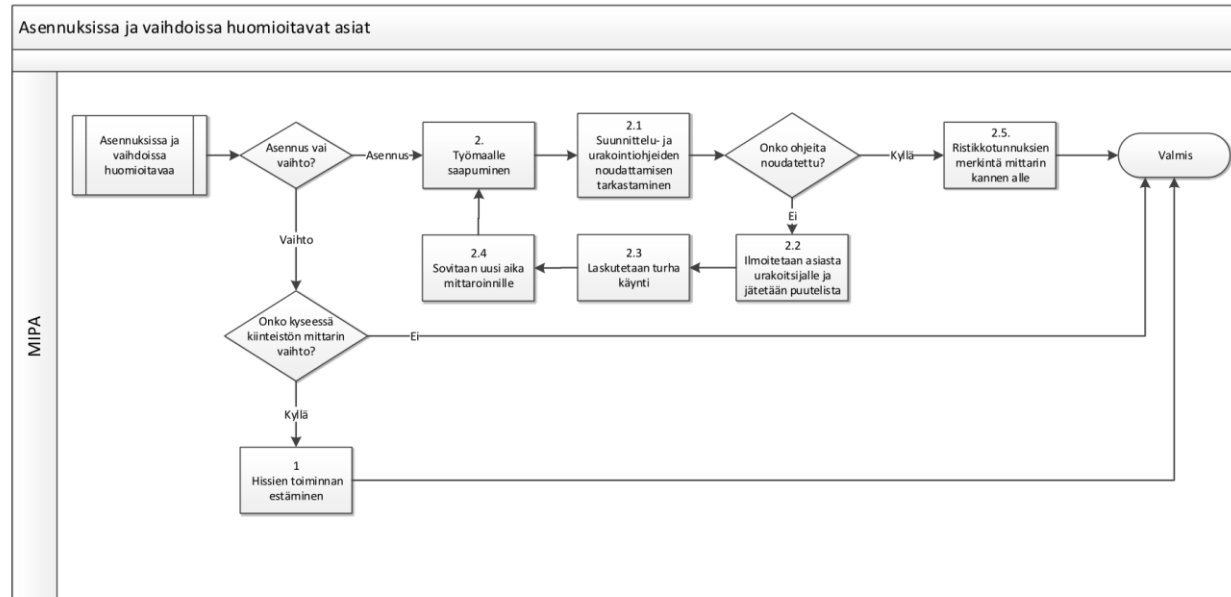 Asennuksissa ja vaihdoissa huomioitavat asiat
MIPA
Asennuksissa ja
vaihdoissa
huomioitavaa
Asennus vai
vaihto?
Asennus
2.
Työmaalle
saapuminen
2.1
Suunnittelu- ja
urakointiohjeiden
noudattamisen
tarkastaminen
Onko ohjeita
noudatettu?
Kyllä
2.5.
Ristikkotunnuksien
merkintä mittarin
kannen alle
Valmis
Ei
2.2
Ilmoitetaan asiasta
urakoitsijalle ja
jätetään puutelista
2.3
Laskutetaan turha
käynti
2.4
Sovitaan uusi aika
mittaroinnille
Vaihto
Onko kyseessä
kiinteistön mittarin
vaihto?
Ei
Kyllä
1
Hissien toiminnan
estäminen